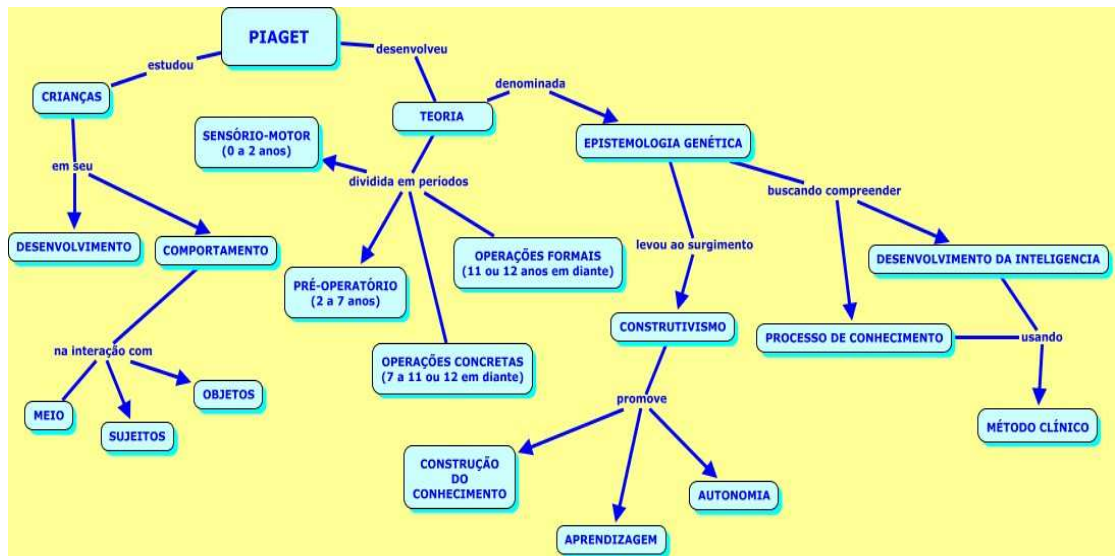 PIAGET
estudou
desenvolveu
CRIANÇAS
TEORIA
denominada
EPISTEMOLOGIA GENÉTICA
em seu
DESENVOLVIMENTO
COMPORTAMENTO
na interação com
MEIO
SUJEITOS
OBJETOS
dividida em períodos
SENSÓRIO-MOTOR
(0 a 2 anos)
PRÉ-OPERATÓRIO
(2 a 7 anos)
OPERAÇÕES CONCRETAS
(7 a 11 ou 12 em diante)
OPERAÇÕES FORMAIS
(11 ou 12 anos em diante)
levou ao surgimento
CONSTRUTIVISMO
promove
CONSTRUÇÃO
DO
CONHECIMENTO
APRENDIZAGEM
AUTONOMIA
buscando compreender
PROCESSO DE CONHECIMENTO
DESENVOLVIMENTO DA INTELIGENCIA
usando
MÉTODO CLÍNICO